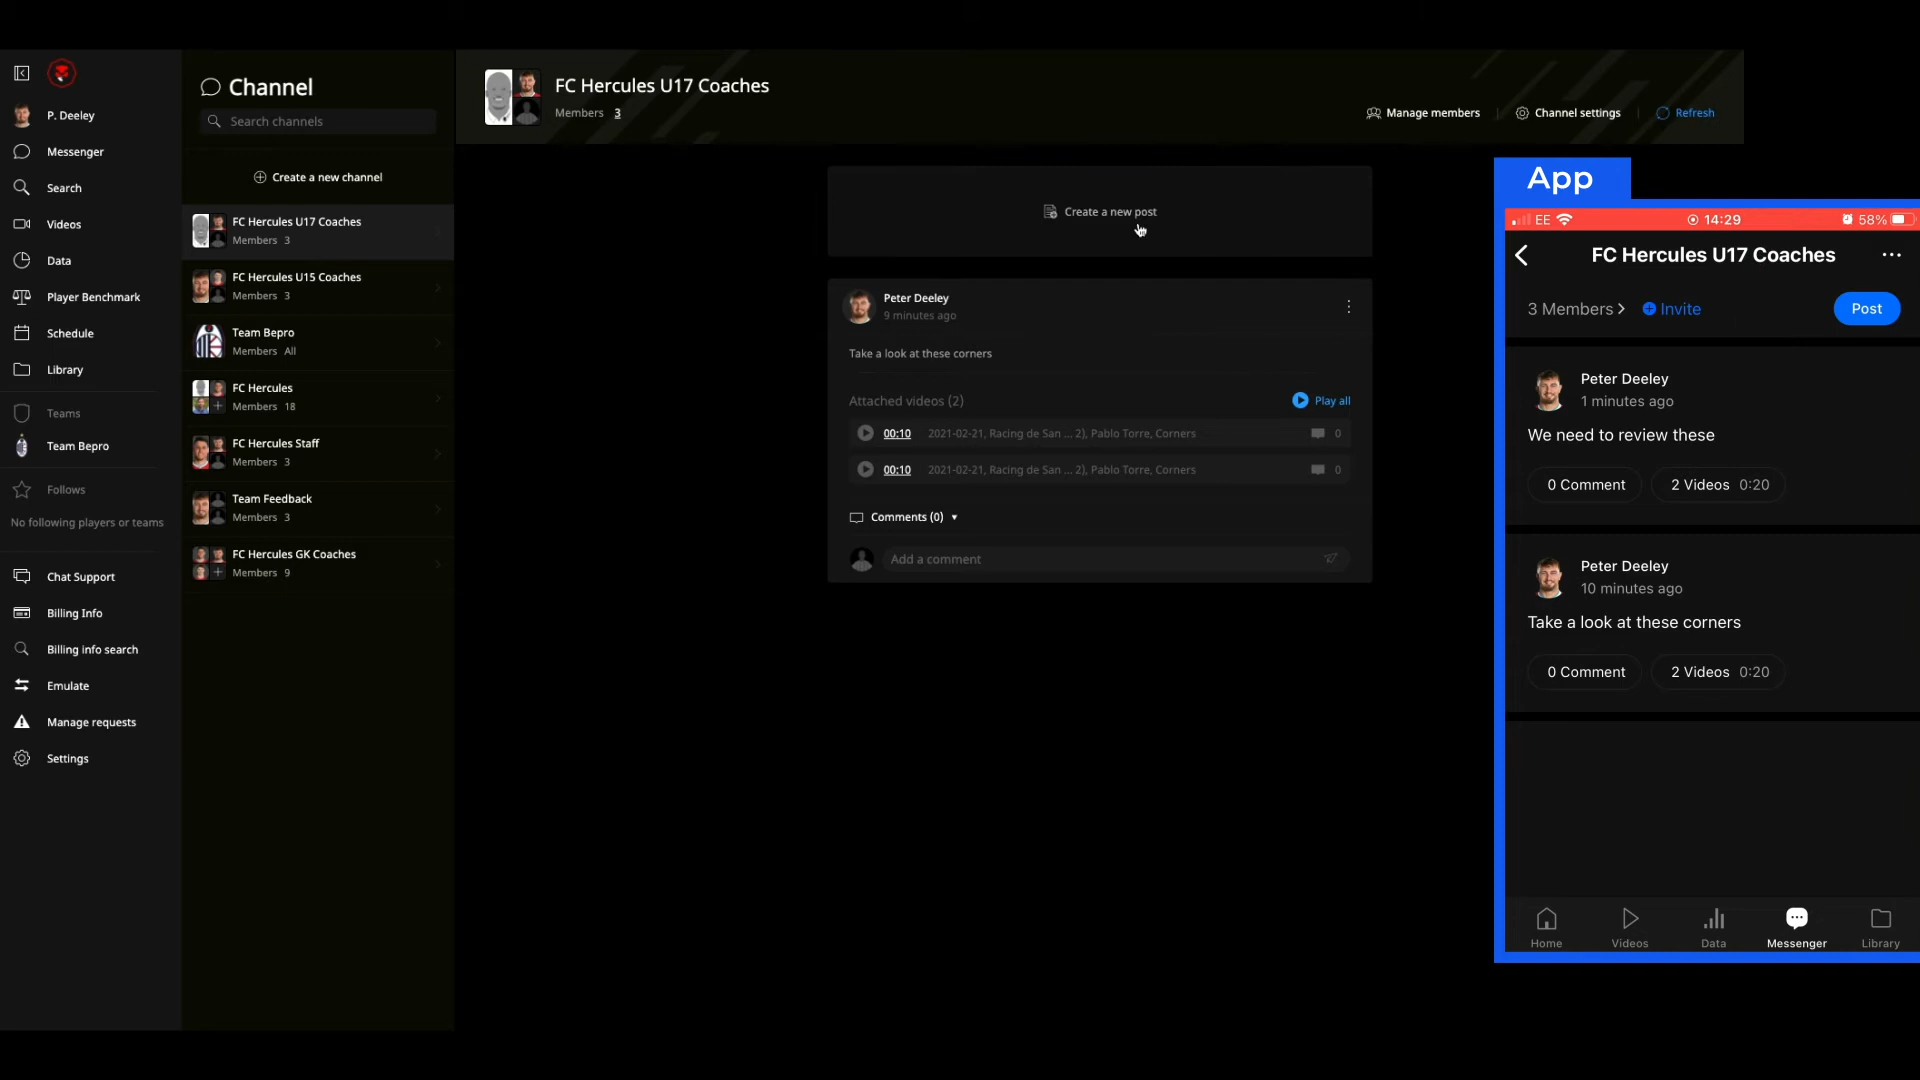 P. Deeley
Messenger
Search
Videos
Data
Player Benchmark
Schedule
Library
Teams
Team Bepro
Follows
No following players or teams
Chat Support
Billing Info
Billing info search
Emulate
Manage requests
Settings
Channel
Search channels
Create a new channel
FC Hercules U17 Coaches
Members 3
FC Hercules U15 Coaches
Members 3
Team Bepro
Members All
FC Hercules
Members 18
FC Hercules Staff
Members 3
Team Feedback
Members 3
FC Hercules GK Coaches
Members 9
FC Hercules U17 Coaches
Members 3
Manage members
Channel settings
Refresh
Create a new post
Peter Deeley
9 minutes ago
Take a look at these corners
Attached videos (2)
Play all
00:10 2021-02-21, Racing de San ... 2), Pablo Torre, Corners 0
00:10 2021-02-21, Racing de San ... 2), Pablo Torre, Corners 0
Comments (0)
Add a comment
App
EE 14:29 58%
FC Hercules U17 Coaches
3 Members Invite Post
Peter Deeley
1 minutes ago
We need to review these
0 Comment 2 Videos 0:20
Peter Deeley
10 minutes ago
Take a look at these corners
0 Comment 2 Videos 0:20
Home Videos Data Messenger Library